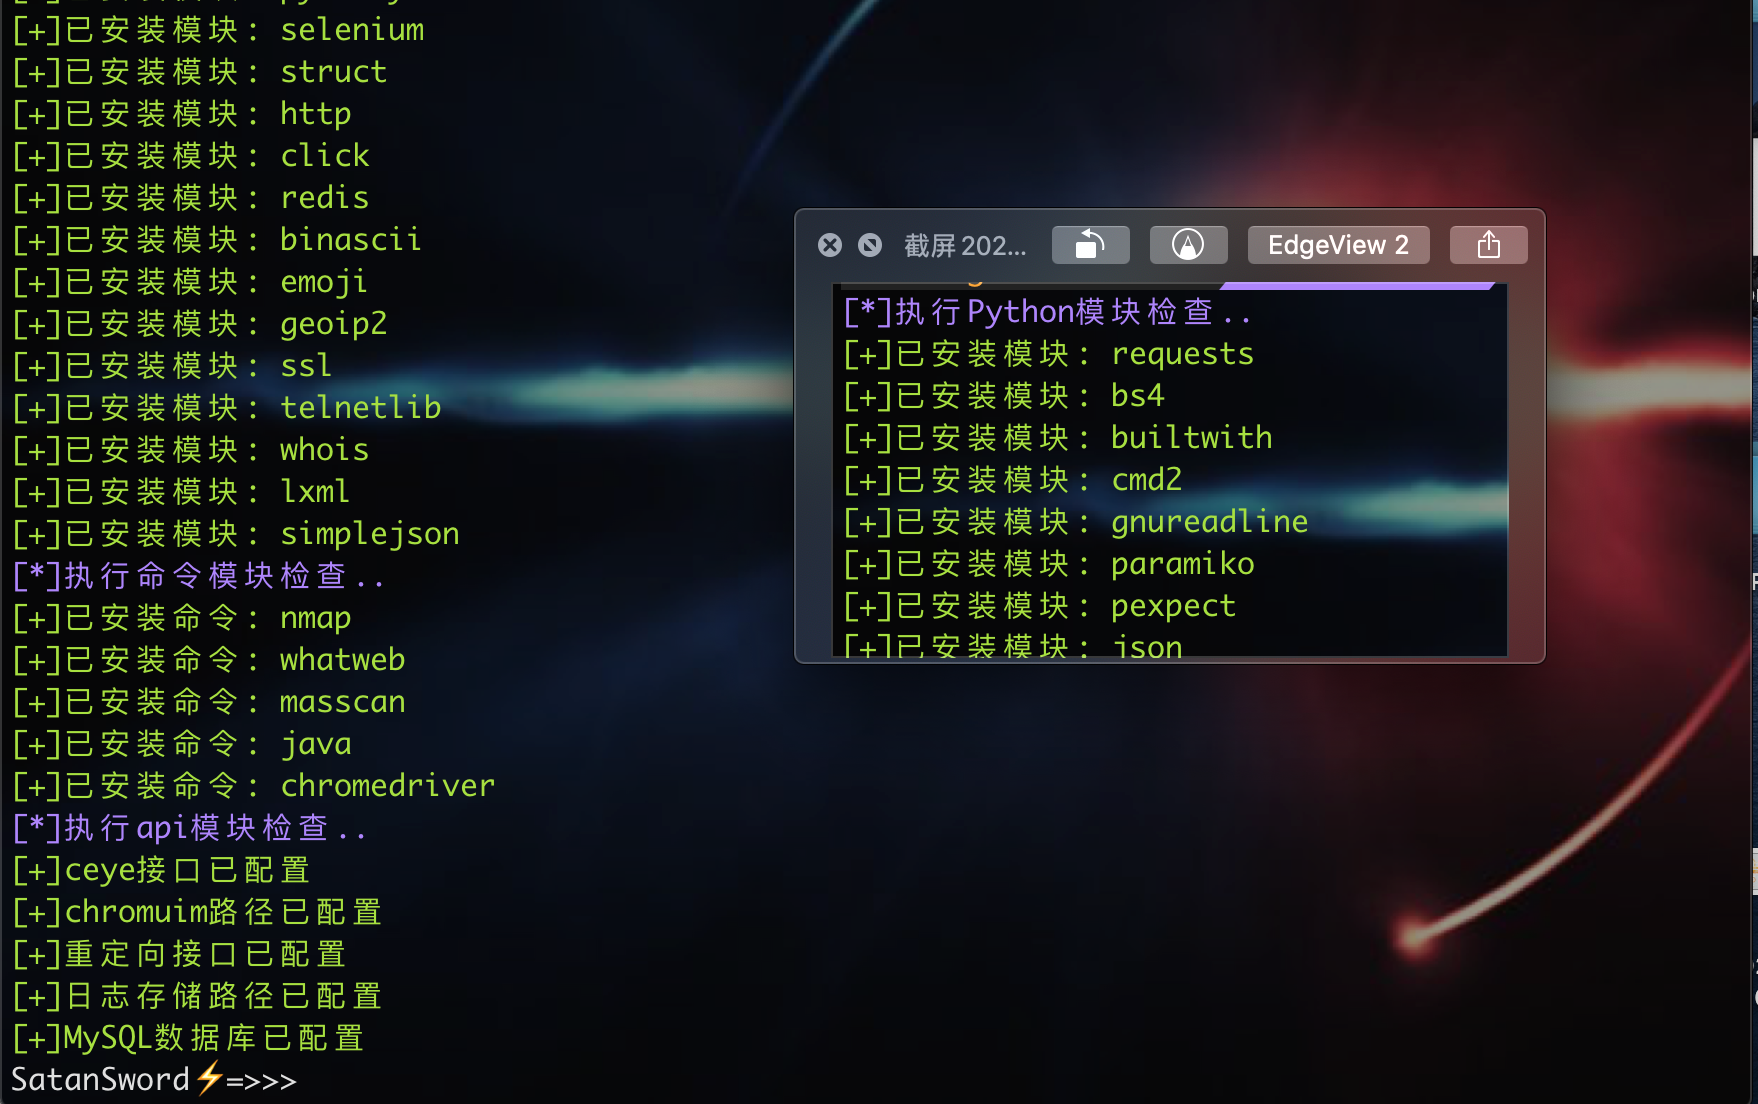 [+]已安装模块: selenium
[+]已安装模块: struct
[+]已安装模块: http
[+]已安装模块: click
[+]已安装模块: redis
[+]已安装模块: binascii
[+]已安装模块: emoji
[+]已安装模块: geoip2
[+]已安装模块: ssl
[+]已安装模块: telnetlib
[+]已安装模块: whois
[+]已安装模块: lxml
[+]已安装模块: simplejson
[*]执行命令模块检查..
[+]已安装命令: nmap
[+]已安装命令: whatweb
[+]已安装命令: masscan
[+]已安装命令: java
[+]已安装命令: chromedriver
[*]执行api模块检查..
[+]ceye接口已配置
[+]chromuim路径已配置
[+]重定向接口已配置
[+]日志存储路径已配置
[+]MySQL数据库已配置
SatanSword⚡=>>>
截屏202... EdgeView 2
[*]执行Python模块检查..
[+]已安装模块: requests
[+]已安装模块: bs4
[+]已安装模块: builtwith
[+]已安装模块: cmd2
[+]已安装模块: gnureadline
[+]已安装模块: paramiko
[+]已安装模块: pexpect
[+]已安装模块: json